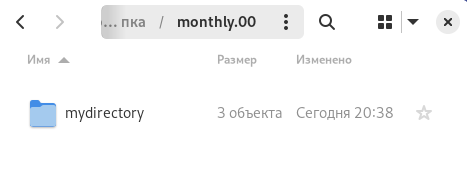 … пка / monthly.00
Имя Размер Изменено
mydirectory 3 объекта Сегодня 20:38